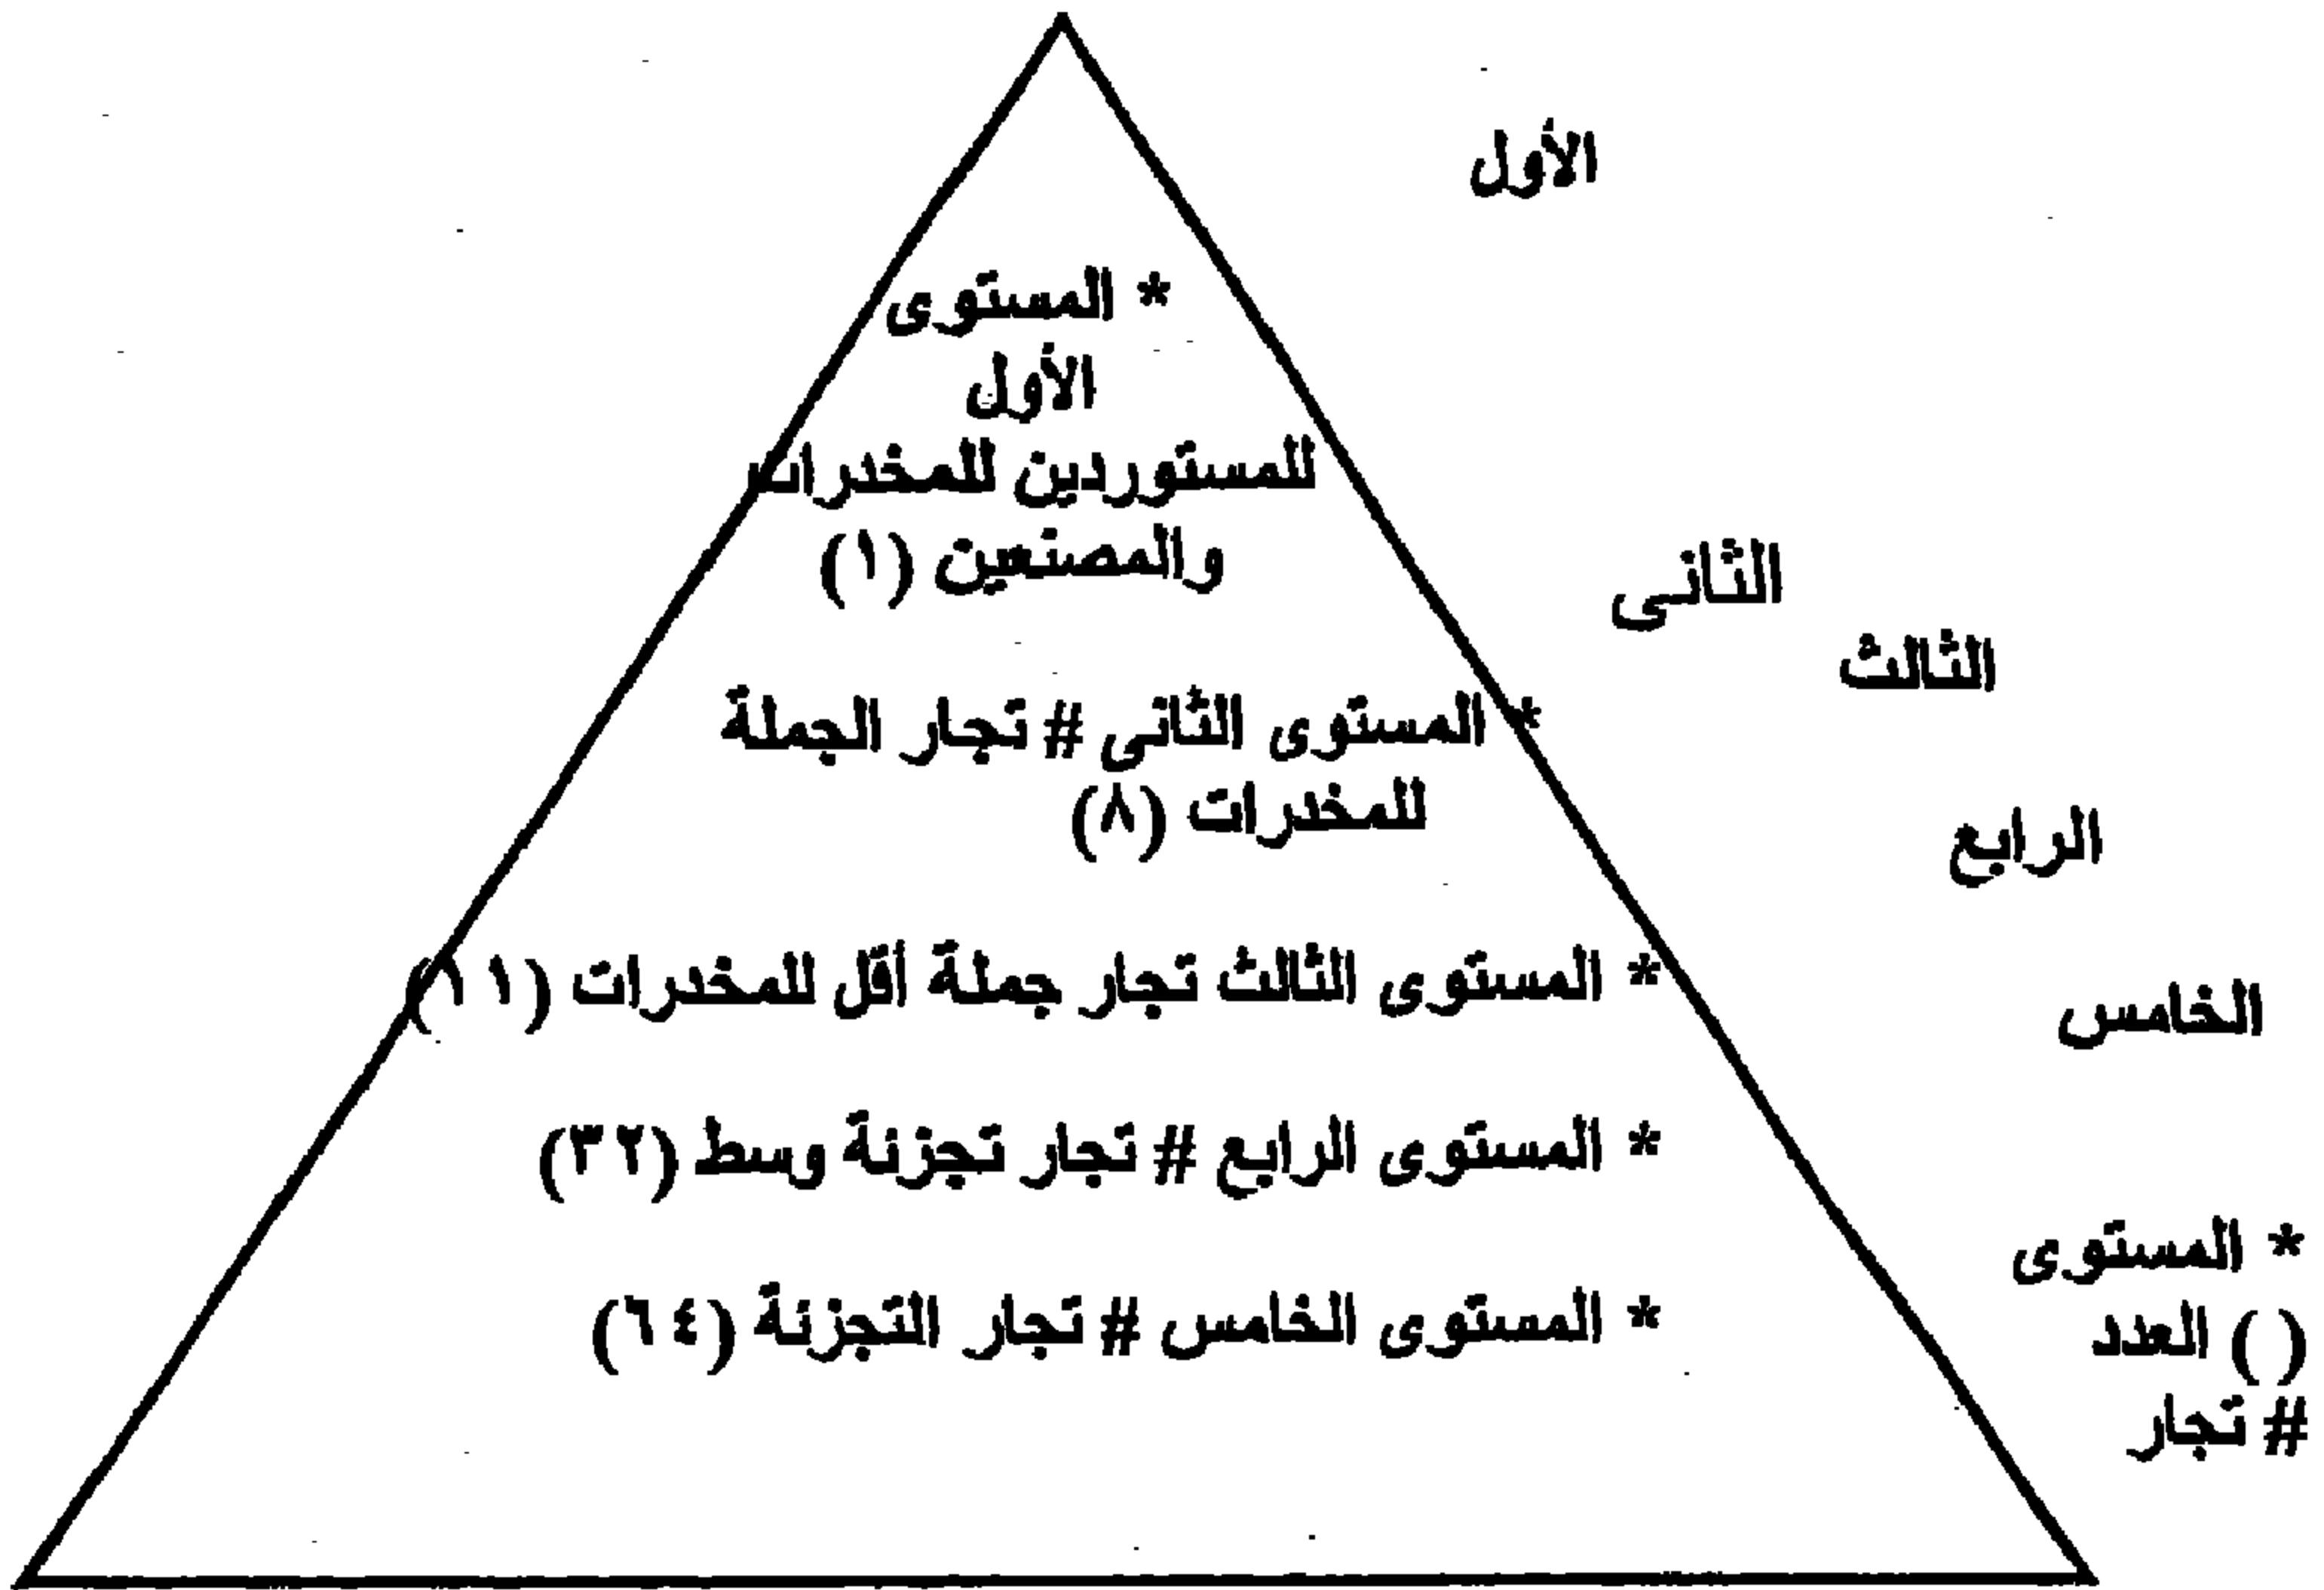 الأول
* المستوى
الأول
للمستوردين للمخدرات
والمصنعين (١)
الثانى
الثالث
* المستوى الثانى # تجار الجملة
للمخدرات (٨)
الرابع
* المستوى الثالث تجار جملة أقل للمخدرات (١٦)
الخامس
* المستوى الرابع # تجار تجزئة وسط (٣٢)
* المستوى الخامس # تجار التجزئة (٦٤)
* المستوى
( ) العدد
# تجار